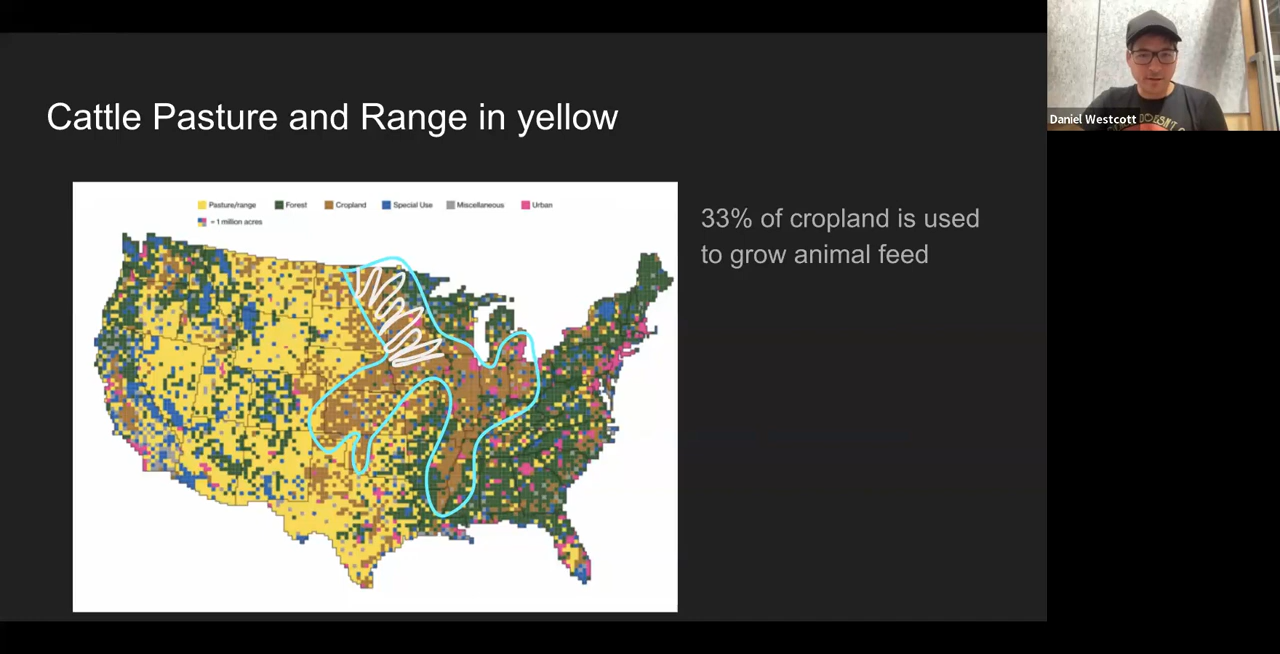 Cattle Pasture and Range in yellow
Pasture/range Forest Cropland Special Use Miscellaneous Urban
= 1 million acres
33% of cropland is used
to grow animal feed
Daniel Westcott
DOESN'T